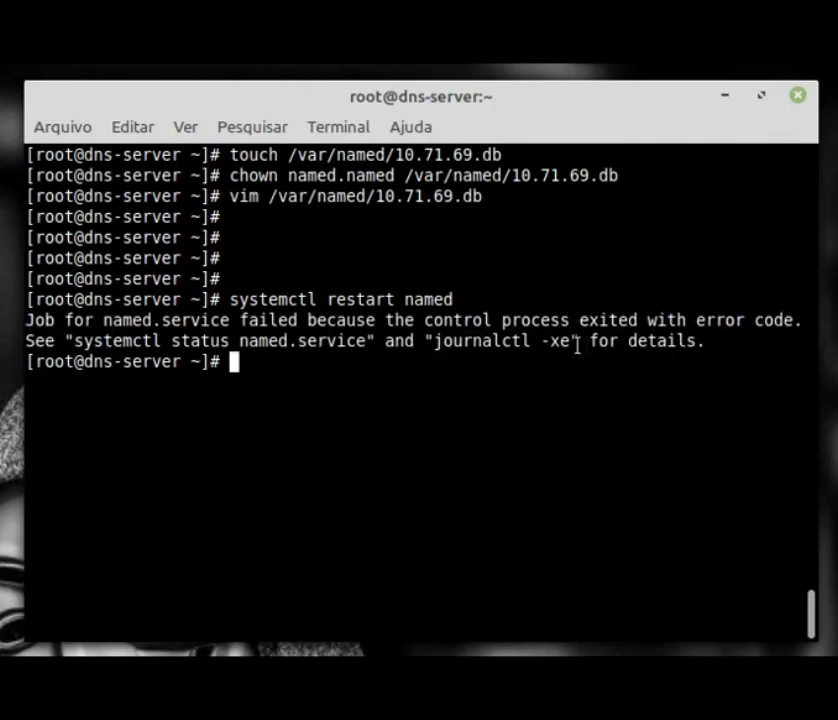 root@dns-server:~
Arquivo Editar Ver Pesquisar Terminal Ajuda
[root@dns-server ~]# touch /var/named/10.71.69.db
[root@dns-server ~]# chown named.named /var/named/10.71.69.db
[root@dns-server ~]# vim /var/named/10.71.69.db
[root@dns-server ~]#
[root@dns-server ~]#
[root@dns-server ~]#
[root@dns-server ~]#
[root@dns-server ~]# systemctl restart named
Job for named.service failed because the control process exited with error code.
See "systemctl status named.service" and "journalctl -xe" for details.
[root@dns-server ~]#